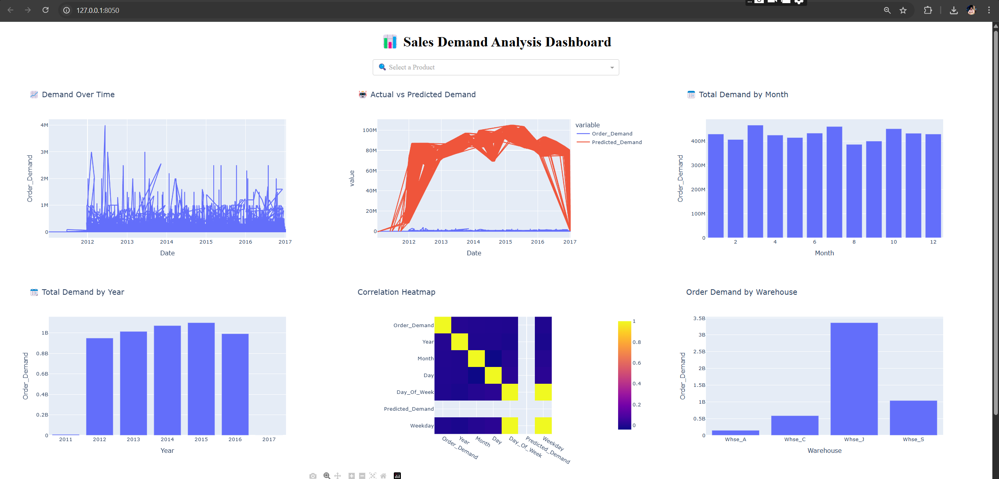 127.0.0.1:8050
Sales Demand Analysis Dashboard
Select a Product
Demand Over Time
4M
3M
2M
1M
0
Order_Demand
2012 2013 2014 2015 2016 2017
Date
Actual vs Predicted Demand
100M
80M
60M
40M
20M
0
value
2012 2013 2014 2015 2016 2017
Date
variable
Order_Demand
Predicted_Demand
Total Demand by Month
400M
300M
200M
100M
0
Order_Demand
2 4 6 8 10 12
Month
Total Demand by Year
1B
0.8B
0.6B
0.4B
0.2B
0
Order_Demand
2011 2012 2013 2014 2015 2016 2017
Year
Correlation Heatmap
Order_Demand
Year
Month
Day
Day_Of_Week
Predicted_Demand
Weekday
Order_Demand Year Month Day Day_Of_Week Predicted_Demand Weekday
1
0.8
0.6
0.4
0.2
0
Order Demand by Warehouse
3.5B
3B
2.5B
2B
1.5B
1B
0.5B
0
Order_Demand
Whse_A Whse_C Whse_J Whse_S
Warehouse